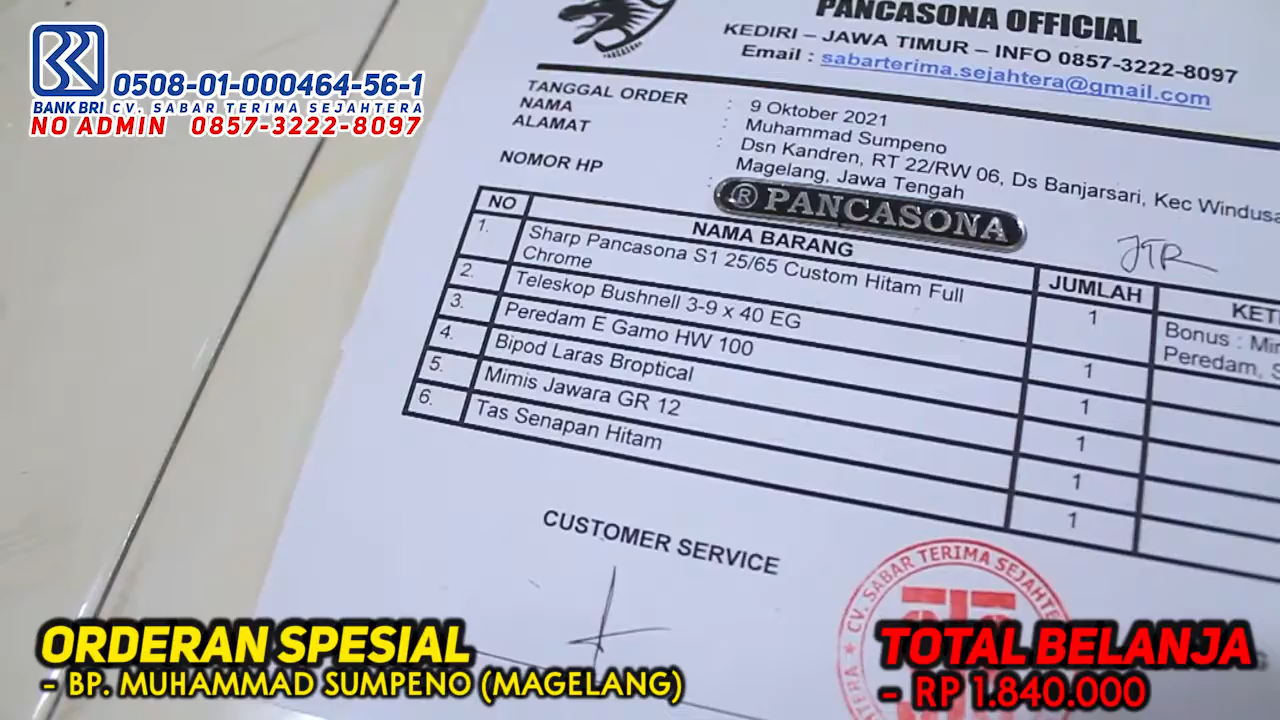 BANK BRI
0508-01-000464-56-1
CV. SABAR TERIMA SEJAHTERA
NO ADMIN 0857-3222-8097
PANCASONA
PANCASONA OFFICIAL
KEDIRI – JAWA TIMUR – INFO 0857-3222-8097
Email : sabarterima.sejahtera@gmail.com
TANGGAL ORDER : 9 Oktober 2021
NAMA : Muhammad Sumpeno
ALAMAT : Dsn Kandren, RT 22/RW 06, Ds Banjarsari, Kec Windusa
Magelang, Jawa Tengah
NOMOR HP :
® PANCASONA
JTR
NO NAMA BARANG JUMLAH KET
1. Sharp Pancasona S1 25/65 Custom Hitam Full Chrome 1 Bonus : Mi
Peredam, S
2. Teleskop Bushnell 3-9 x 40 EG 1
3. Peredam E Gamo HW 100 1
4. Bipod Laras Broptical 1
5. Mimis Jawara GR 12 1
6. Tas Senapan Hitam 1
CUSTOMER SERVICE
CV. SABAR TERIMA SEJAHTERA
ORDERAN SPESIAL
- BP. MUHAMMAD SUMPENO (MAGELANG)
TOTAL BELANJA
- RP 1.840.000